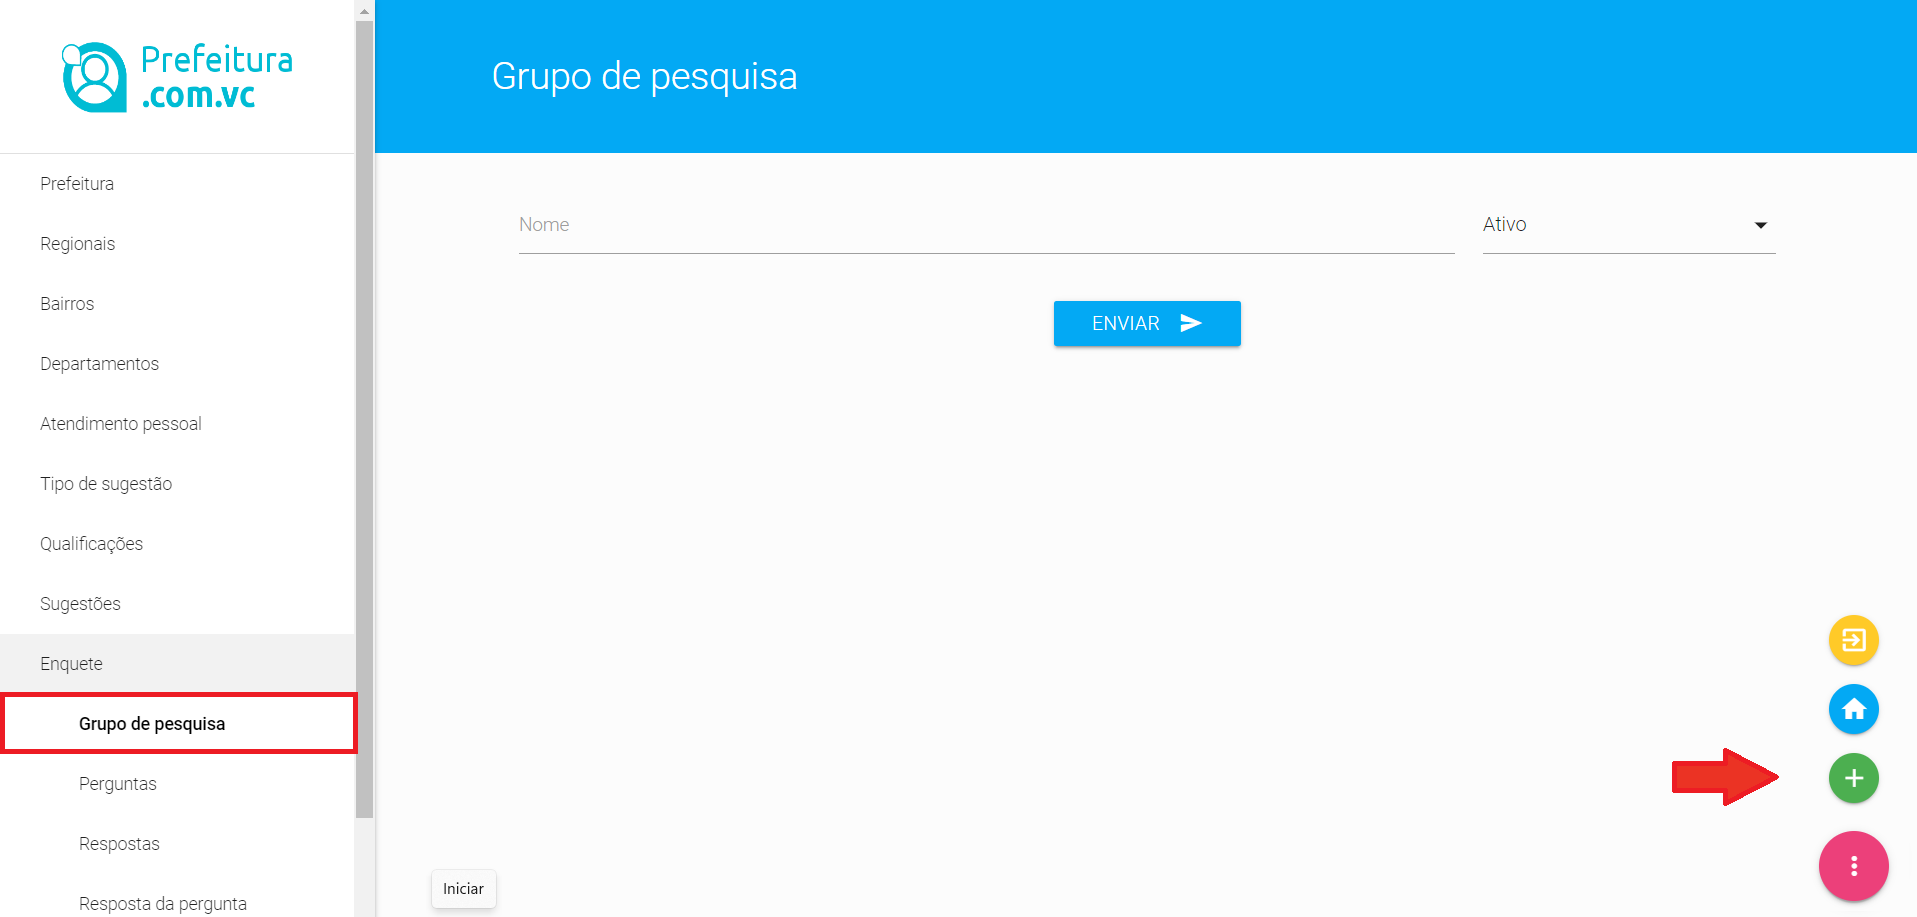 Prefeitura
.com.vc
Prefeitura
Regionais
Bairros
Departamentos
Atendimento pessoal
Tipo de sugestão
Qualificações
Sugestões
Enquete
Grupo de pesquisa
Perguntas
Respostas
Resposta da pergunta
Grupo de pesquisa
Nome
Ativo
ENVIAR
Iniciar